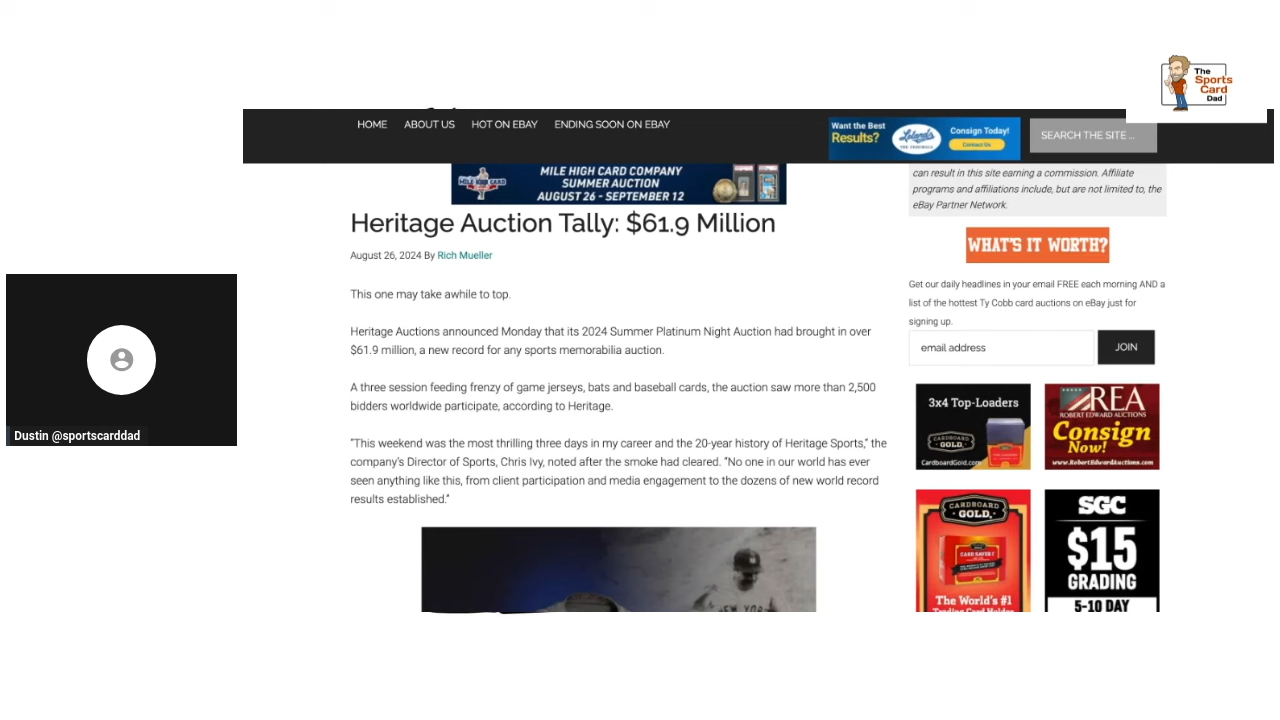 The
Sports
Card
Dad
HOME ABOUT US HOT ON EBAY ENDING SOON ON EBAY
Want the Best
Results?
Lelands
Consign Today!
Contact Us
SEARCH THE SITE ...
MILE HIGH CARD COMPANY
SUMMER AUCTION
AUGUST 26 - SEPTEMBER 12
Heritage Auction Tally: $61.9 Million
August 26, 2024 By Rich Mueller
This one may take awhile to top.
Heritage Auctions announced Monday that its 2024 Summer Platinum Night Auction had brought in over
$61.9 million, a new record for any sports memorabilia auction.
A three session feeding frenzy of game jerseys, bats and baseball cards, the auction saw more than 2,500
bidders worldwide participate, according to Heritage.
“This weekend was the most thrilling three days in my career and the 20-year history of Heritage Sports,” the
company’s Director of Sports, Chris Ivy, noted after the smoke had cleared. “No one in our world has ever
seen anything like this, from client participation and media engagement to the dozens of new world record
results established.”
NEW YORK
can result in this site earning a commission. Affiliate
programs and affiliations include, but are not limited to, the
eBay Partner Network.
WHAT'S IT WORTH?
Get our daily headlines in your email FREE each morning AND a
list of the hottest Ty Cobb card auctions on eBay just for
signing up.
email address
JOIN
3x4 Top-Loaders
CARDBOARD
GOLD
CardboardGold.com
REA
ROBERT EDWARD AUCTIONS
Consign
Now!
www.RobertEdwardAuctions.com
CARDBOARD
GOLD
CARD SAVER 1
The World's #1
Trading Card Holder
SGC
$15
GRADING
5-10 DAY
Dustin @sportscarddad